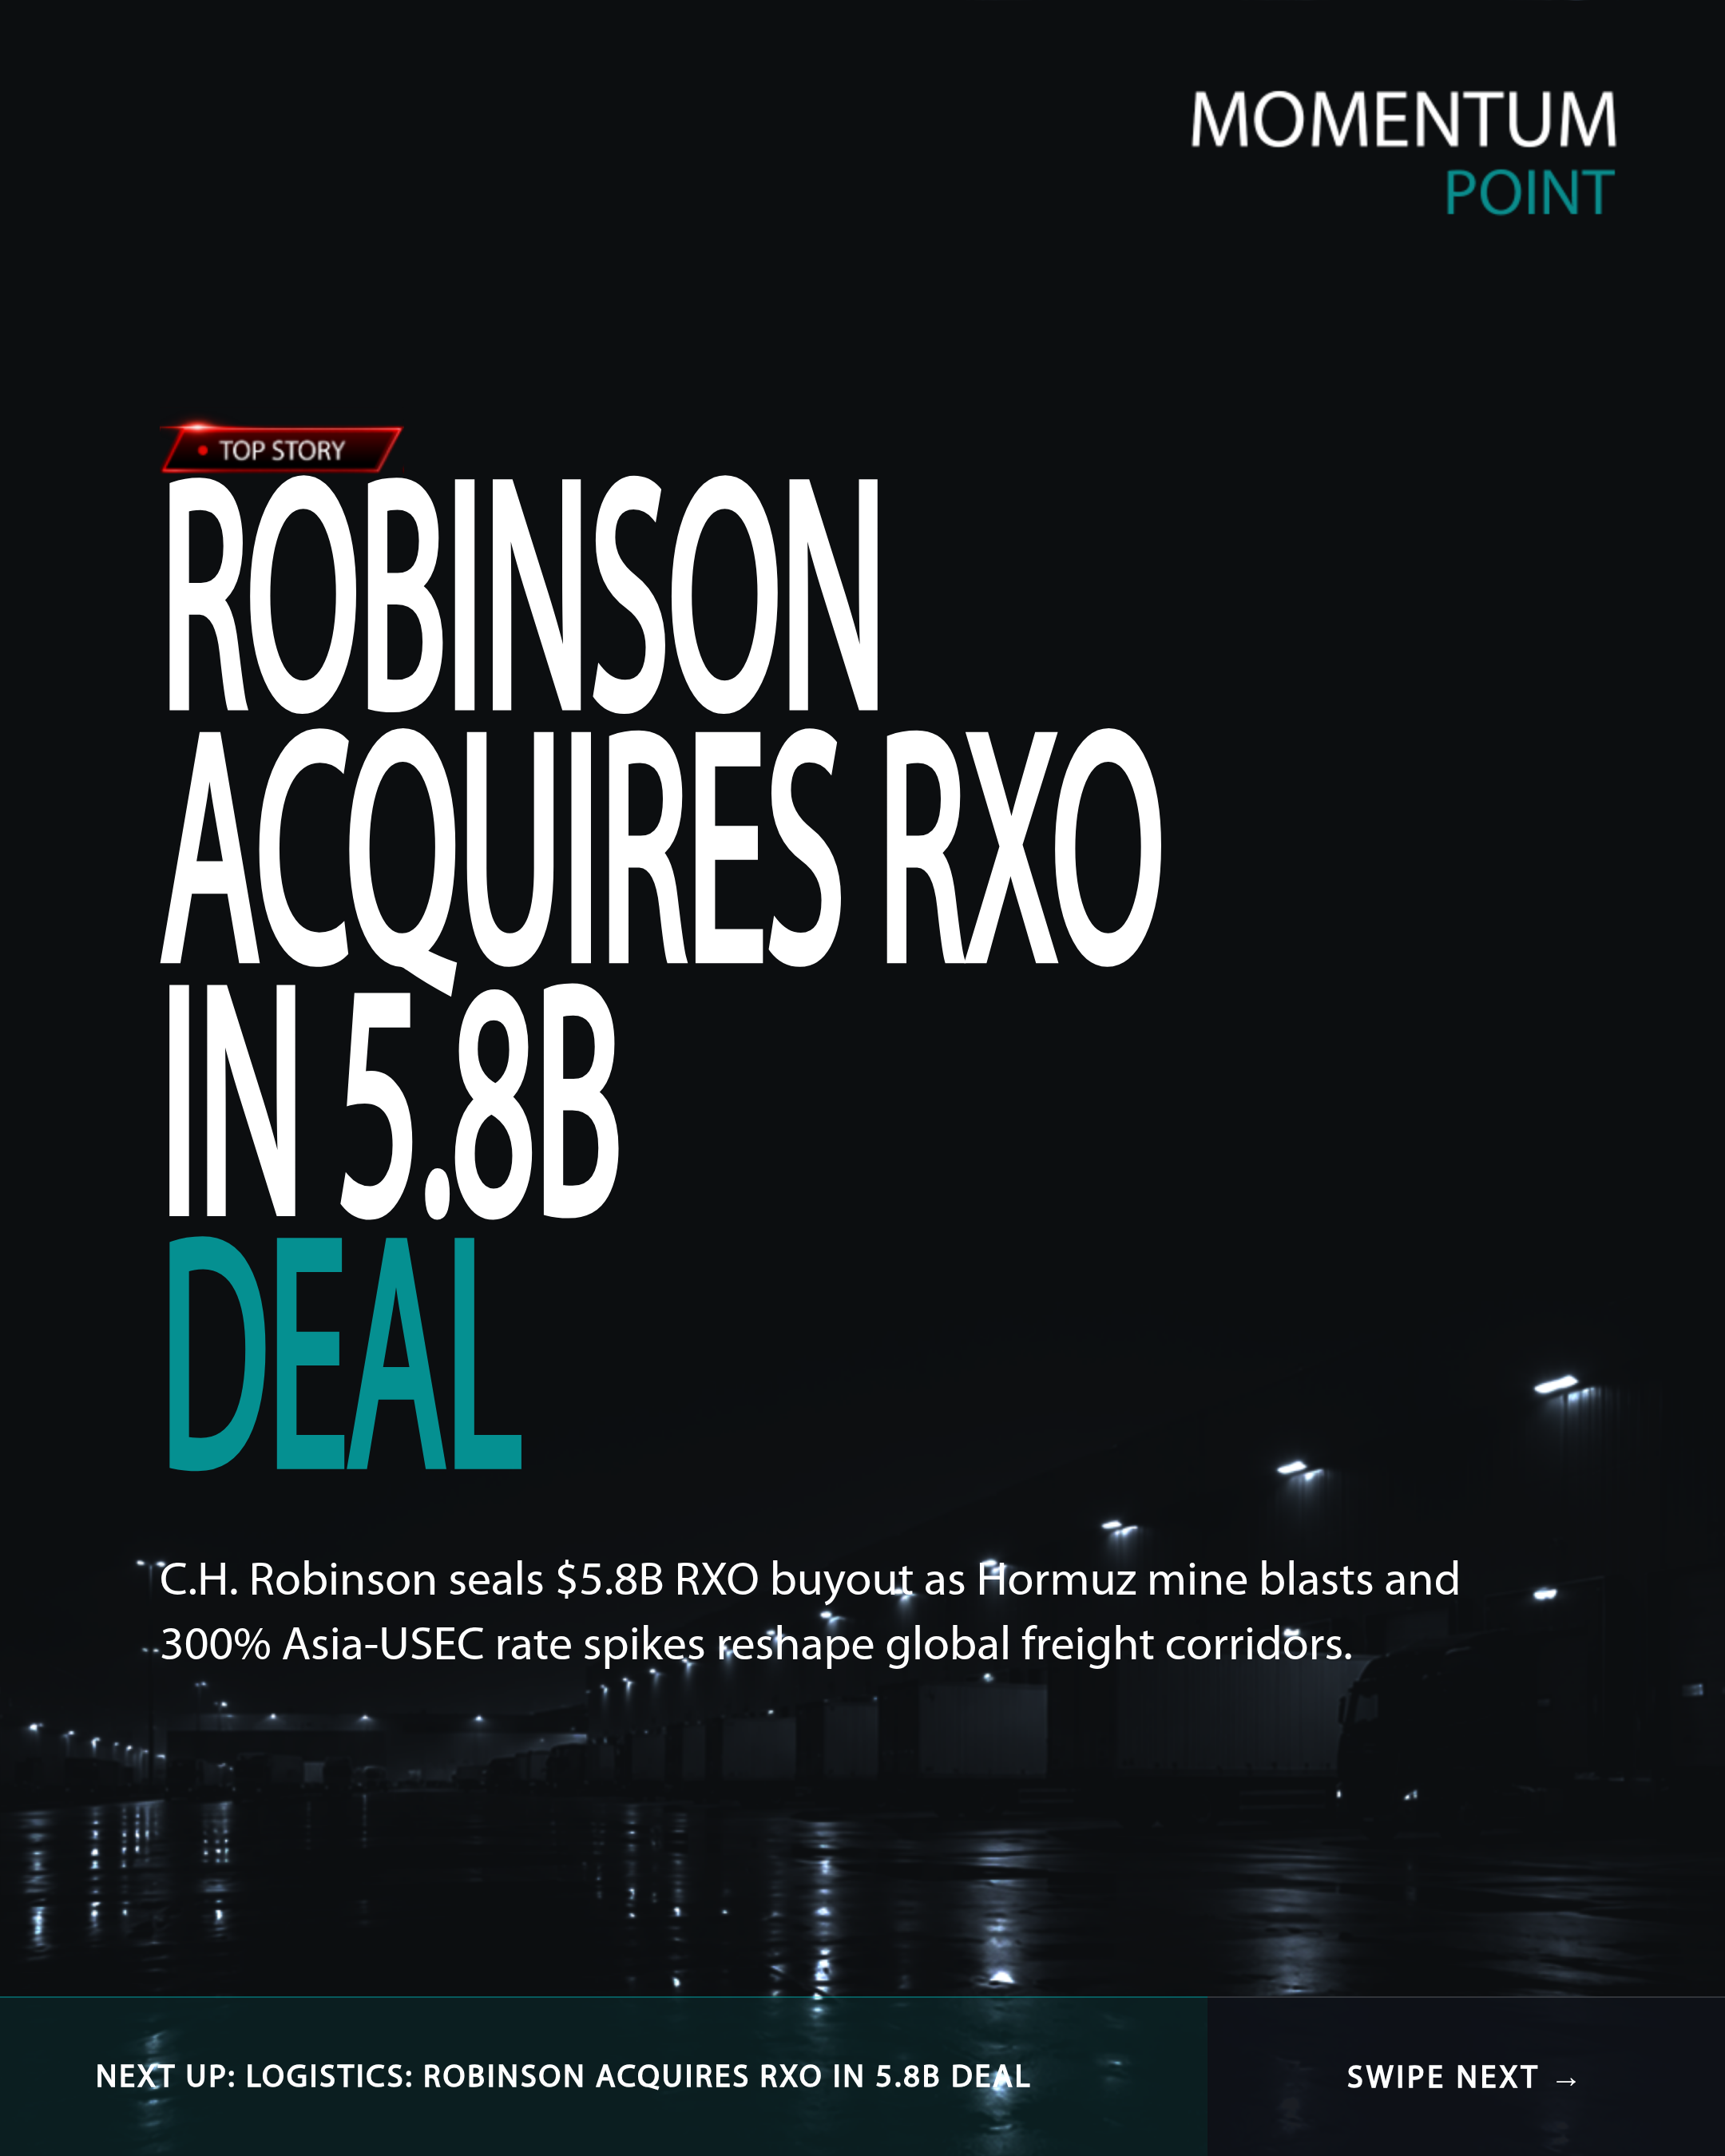 MOMENTUM
POINT
TOP STORY
ROBINSON
ACQUIRES RXO
IN 5.8B
DEAL
C.H. Robinson seals $5.8B RXO buyout as Hormuz mine blasts and
300% Asia-USEC rate spikes reshape global freight corridors.
NEXT UP: LOGISTICS: ROBINSON ACQUIRES RXO IN 5.8B DEAL
SWIPE NEXT →